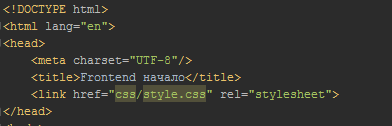 <!DOCTYPE html>
<html lang="en">
<head>
<meta charset="UTF-8"/>
<title>Frontend начало</title>
<link href="css/style.css" rel="stylesheet">
</head>